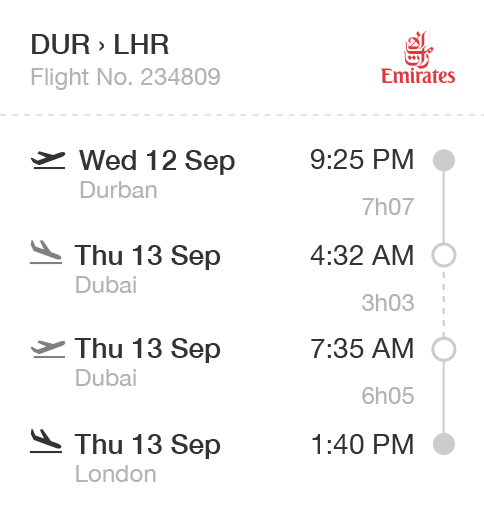 DUR › LHR
Flight No. 234809
Emirates
Wed 12 Sep 9:25 PM
Durban
7h07
Thu 13 Sep 4:32 AM
Dubai
3h03
Thu 13 Sep 7:35 AM
Dubai
6h05
Thu 13 Sep 1:40 PM
London